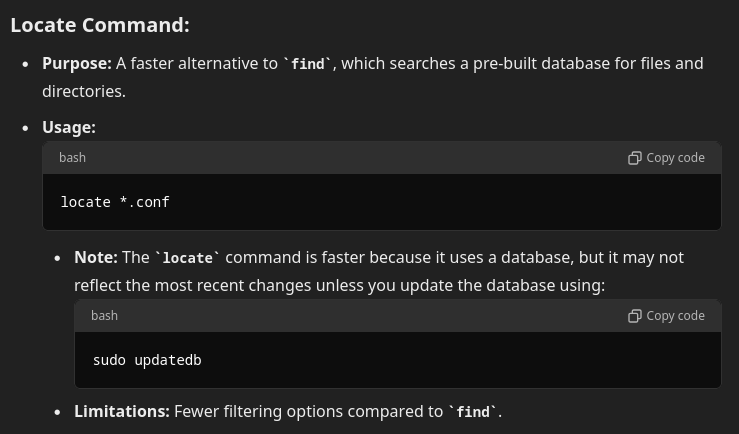 Locate Command:
• Purpose: A faster alternative to `find`, which searches a pre-built database for files and
directories.
• Usage:
bash Copy code
locate *.conf
• Note: The `locate` command is faster because it uses a database, but it may not
reflect the most recent changes unless you update the database using:
bash Copy code
sudo updatedb
• Limitations: Fewer filtering options compared to `find`.